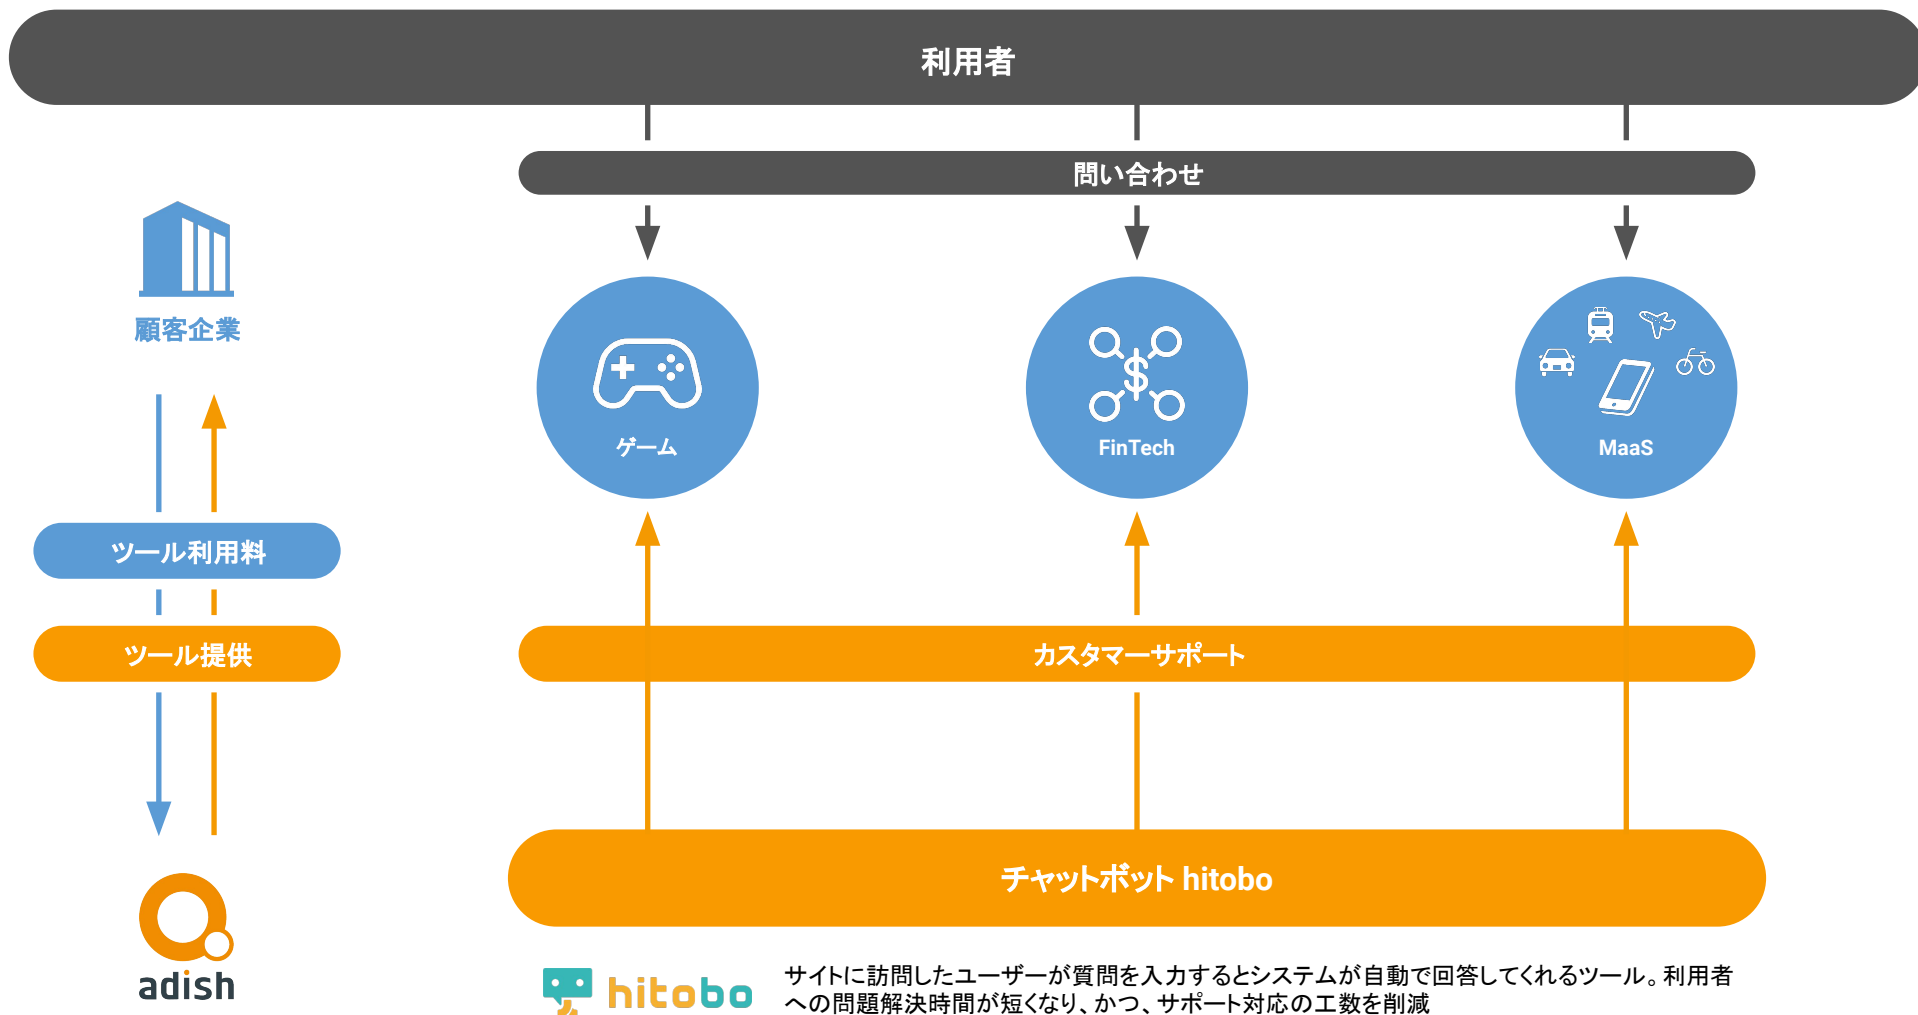 利用者
問い合わせ
顧客企業
ゲーム
FinTech
MaaS
ツール利用料
ツール提供
カスタマーサポート
チャットボット hitobo
adish
hitobo
サイトに訪問したユーザーが質問を入力するとシステムが自動で回答してくれるツール。利用者
への問題解決時間が短くなり、かつ、サポート対応の工数を削減